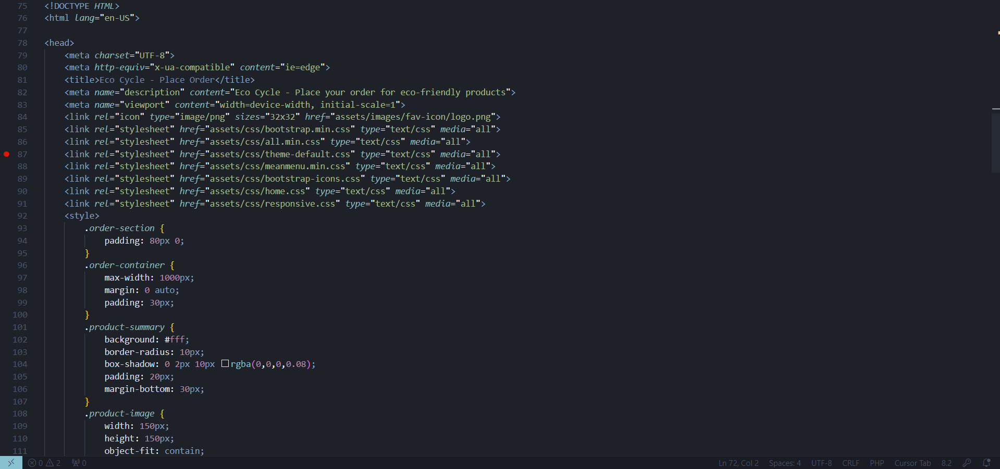 75 <!DOCTYPE HTML>
76 <html lang="en-US">
77
78 <head>
79     <meta charset="UTF-8">
80     <meta http-equiv="x-ua-compatible" content="ie=edge">
81     <title>Eco Cycle - Place Order</title>
82     <meta name="description" content="Eco Cycle - Place your order for eco-friendly products">
83     <meta name="viewport" content="width=device-width, initial-scale=1">
84     <link rel="icon" type="image/png" sizes="32x32" href="assets/images/fav-icon/logo.png">
85     <link rel="stylesheet" href="assets/css/bootstrap.min.css" type="text/css" media="all">
86     <link rel="stylesheet" href="assets/css/all.min.css" type="text/css" media="all">
87     <link rel="stylesheet" href="assets/css/theme-default.css" type="text/css" media="all">
88     <link rel="stylesheet" href="assets/css/meanmenu.min.css" type="text/css" media="all">
89     <link rel="stylesheet" href="assets/css/bootstrap-icons.css" type="text/css" media="all">
90     <link rel="stylesheet" href="assets/css/home.css" type="text/css" media="all">
91     <link rel="stylesheet" href="assets/css/responsive.css" type="text/css" media="all">
92     <style>
93         .order-section {
94             padding: 80px 0;
95         }
96         .order-container {
97             max-width: 1000px;
98             margin: 0 auto;
99             padding: 30px;
100         }
101         .product-summary {
102             background: #fff;
103             border-radius: 10px;
104             box-shadow: 0 2px 10px rgba(0,0,0,0.08);
105             padding: 20px;
106             margin-bottom: 30px;
107         }
108         .product-image {
109             width: 150px;
110             height: 150px;
111             object-fit: contain;
0 2 0 Ln 72, Col 2 Spaces: 4 UTF-8 CRLF PHP Cursor Tab 8.2